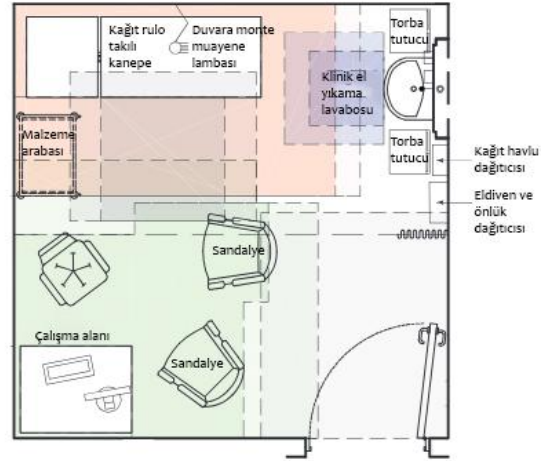 Kağıt rulo
takılı
kanepe
Duvara monte
muayene
lambası
Torba
tutucu
Klinik el
yıkama
lavabosu
Malzeme
arabası
Torba
tutucu
Kağıt havlu
dağıtıcısı
Eldiven ve
önlük
dağıtıcısı
Sandalye
Çalışma alanı
Sandalye